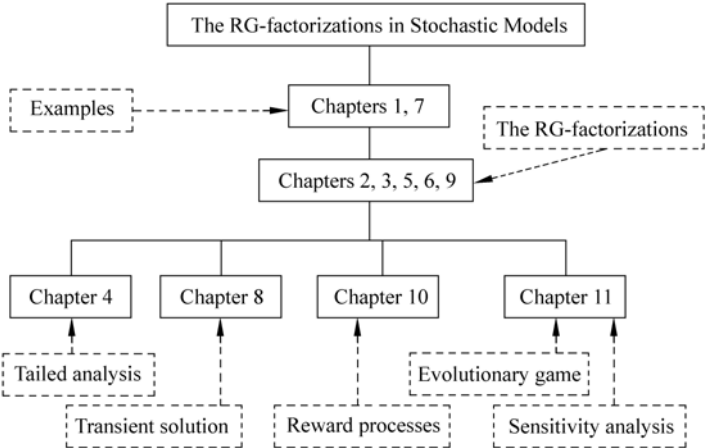 The RG-factorizations in Stochastic Models
Examples
Chapters 1, 7
The RG-factorizations
Chapters 2, 3, 5, 6, 9
Chapter 4
Chapter 8
Chapter 10
Chapter 11
Tailed analysis
Evolutionary game
Transient solution
Reward processes
Sensitivity analysis